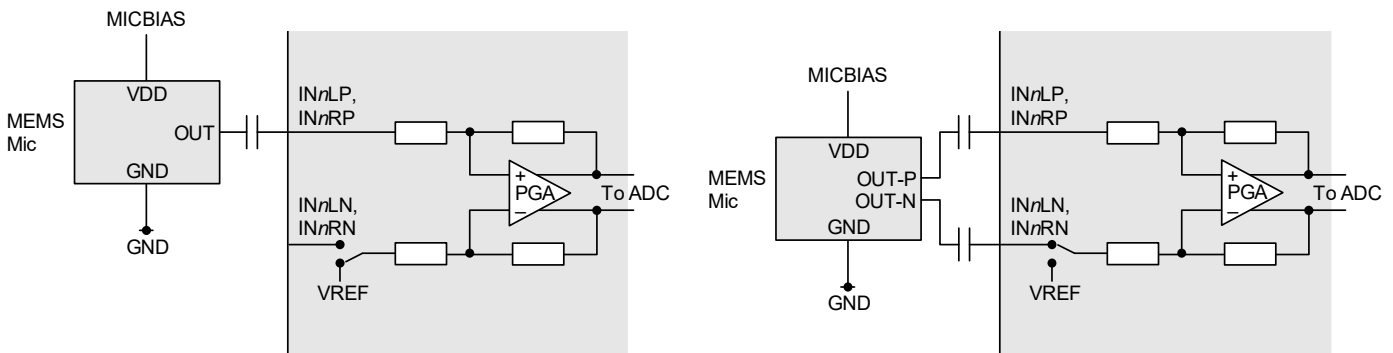 MICBIAS
MEMS
Mic
VDD
OUT
GND
GND
INnLP,
INnRP
INnLN,
INnRN
VREF
+
PGA
–
To ADC
MICBIAS
MEMS
Mic
VDD
OUT-P
OUT-N
GND
GND
INnLP,
INnRP
INnLN,
INnRN
VREF
+
PGA
–
To ADC